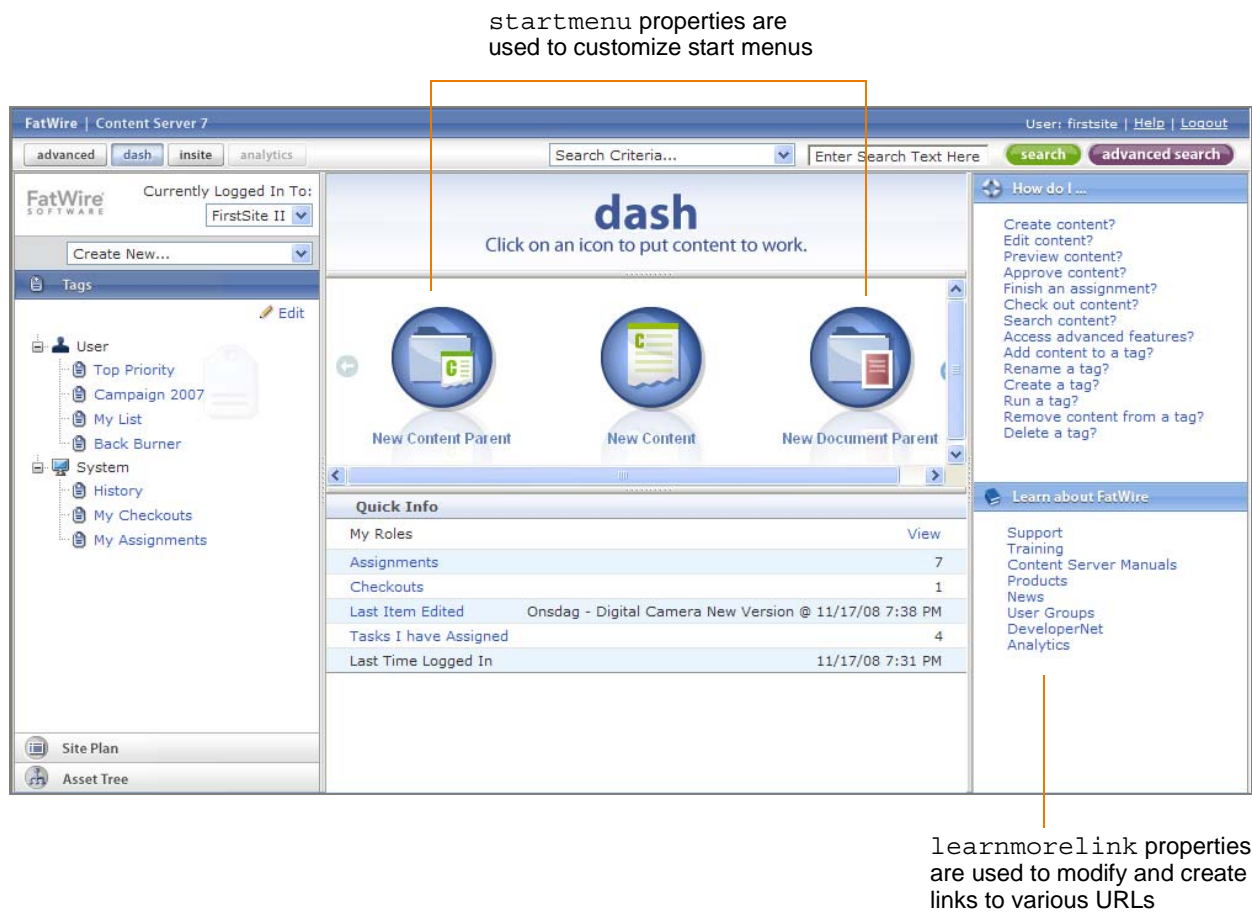 startmenu properties are
used to customize start menus
FatWire | Content Server 7
User: firstsite | Help | Logout
advanced
dash
insite
analytics
Search Criteria...
Enter Search Text Here
search
advanced search
FatWire
SOFTWARE
Currently Logged In To:
FirstSite II
Create New...
Tags
Edit
User
Top Priority
Campaign 2007
My List
Back Burner
System
History
My Checkouts
My Assignments
Site Plan
Asset Tree
dash
Click on an icon to put content to work.
New Content Parent
New Content
New Document Parent
Quick Info
My Roles View
Assignments 7
Checkouts 1
Last Item Edited Onsdag - Digital Camera New Version @ 11/17/08 7:38 PM
Tasks I have Assigned 4
Last Time Logged In 11/17/08 7:31 PM
How do I ...
Create content?
Edit content?
Preview content?
Approve content?
Finish an assignment?
Check out content?
Search content?
Access advanced features?
Add content to a tag?
Rename a tag?
Create a tag?
Run a tag?
Remove content from a tag?
Delete a tag?
Learn about FatWire
Support
Training
Content Server Manuals
Products
News
User Groups
DeveloperNet
Analytics
learnmorelink properties
are used to modify and create
links to various URLs